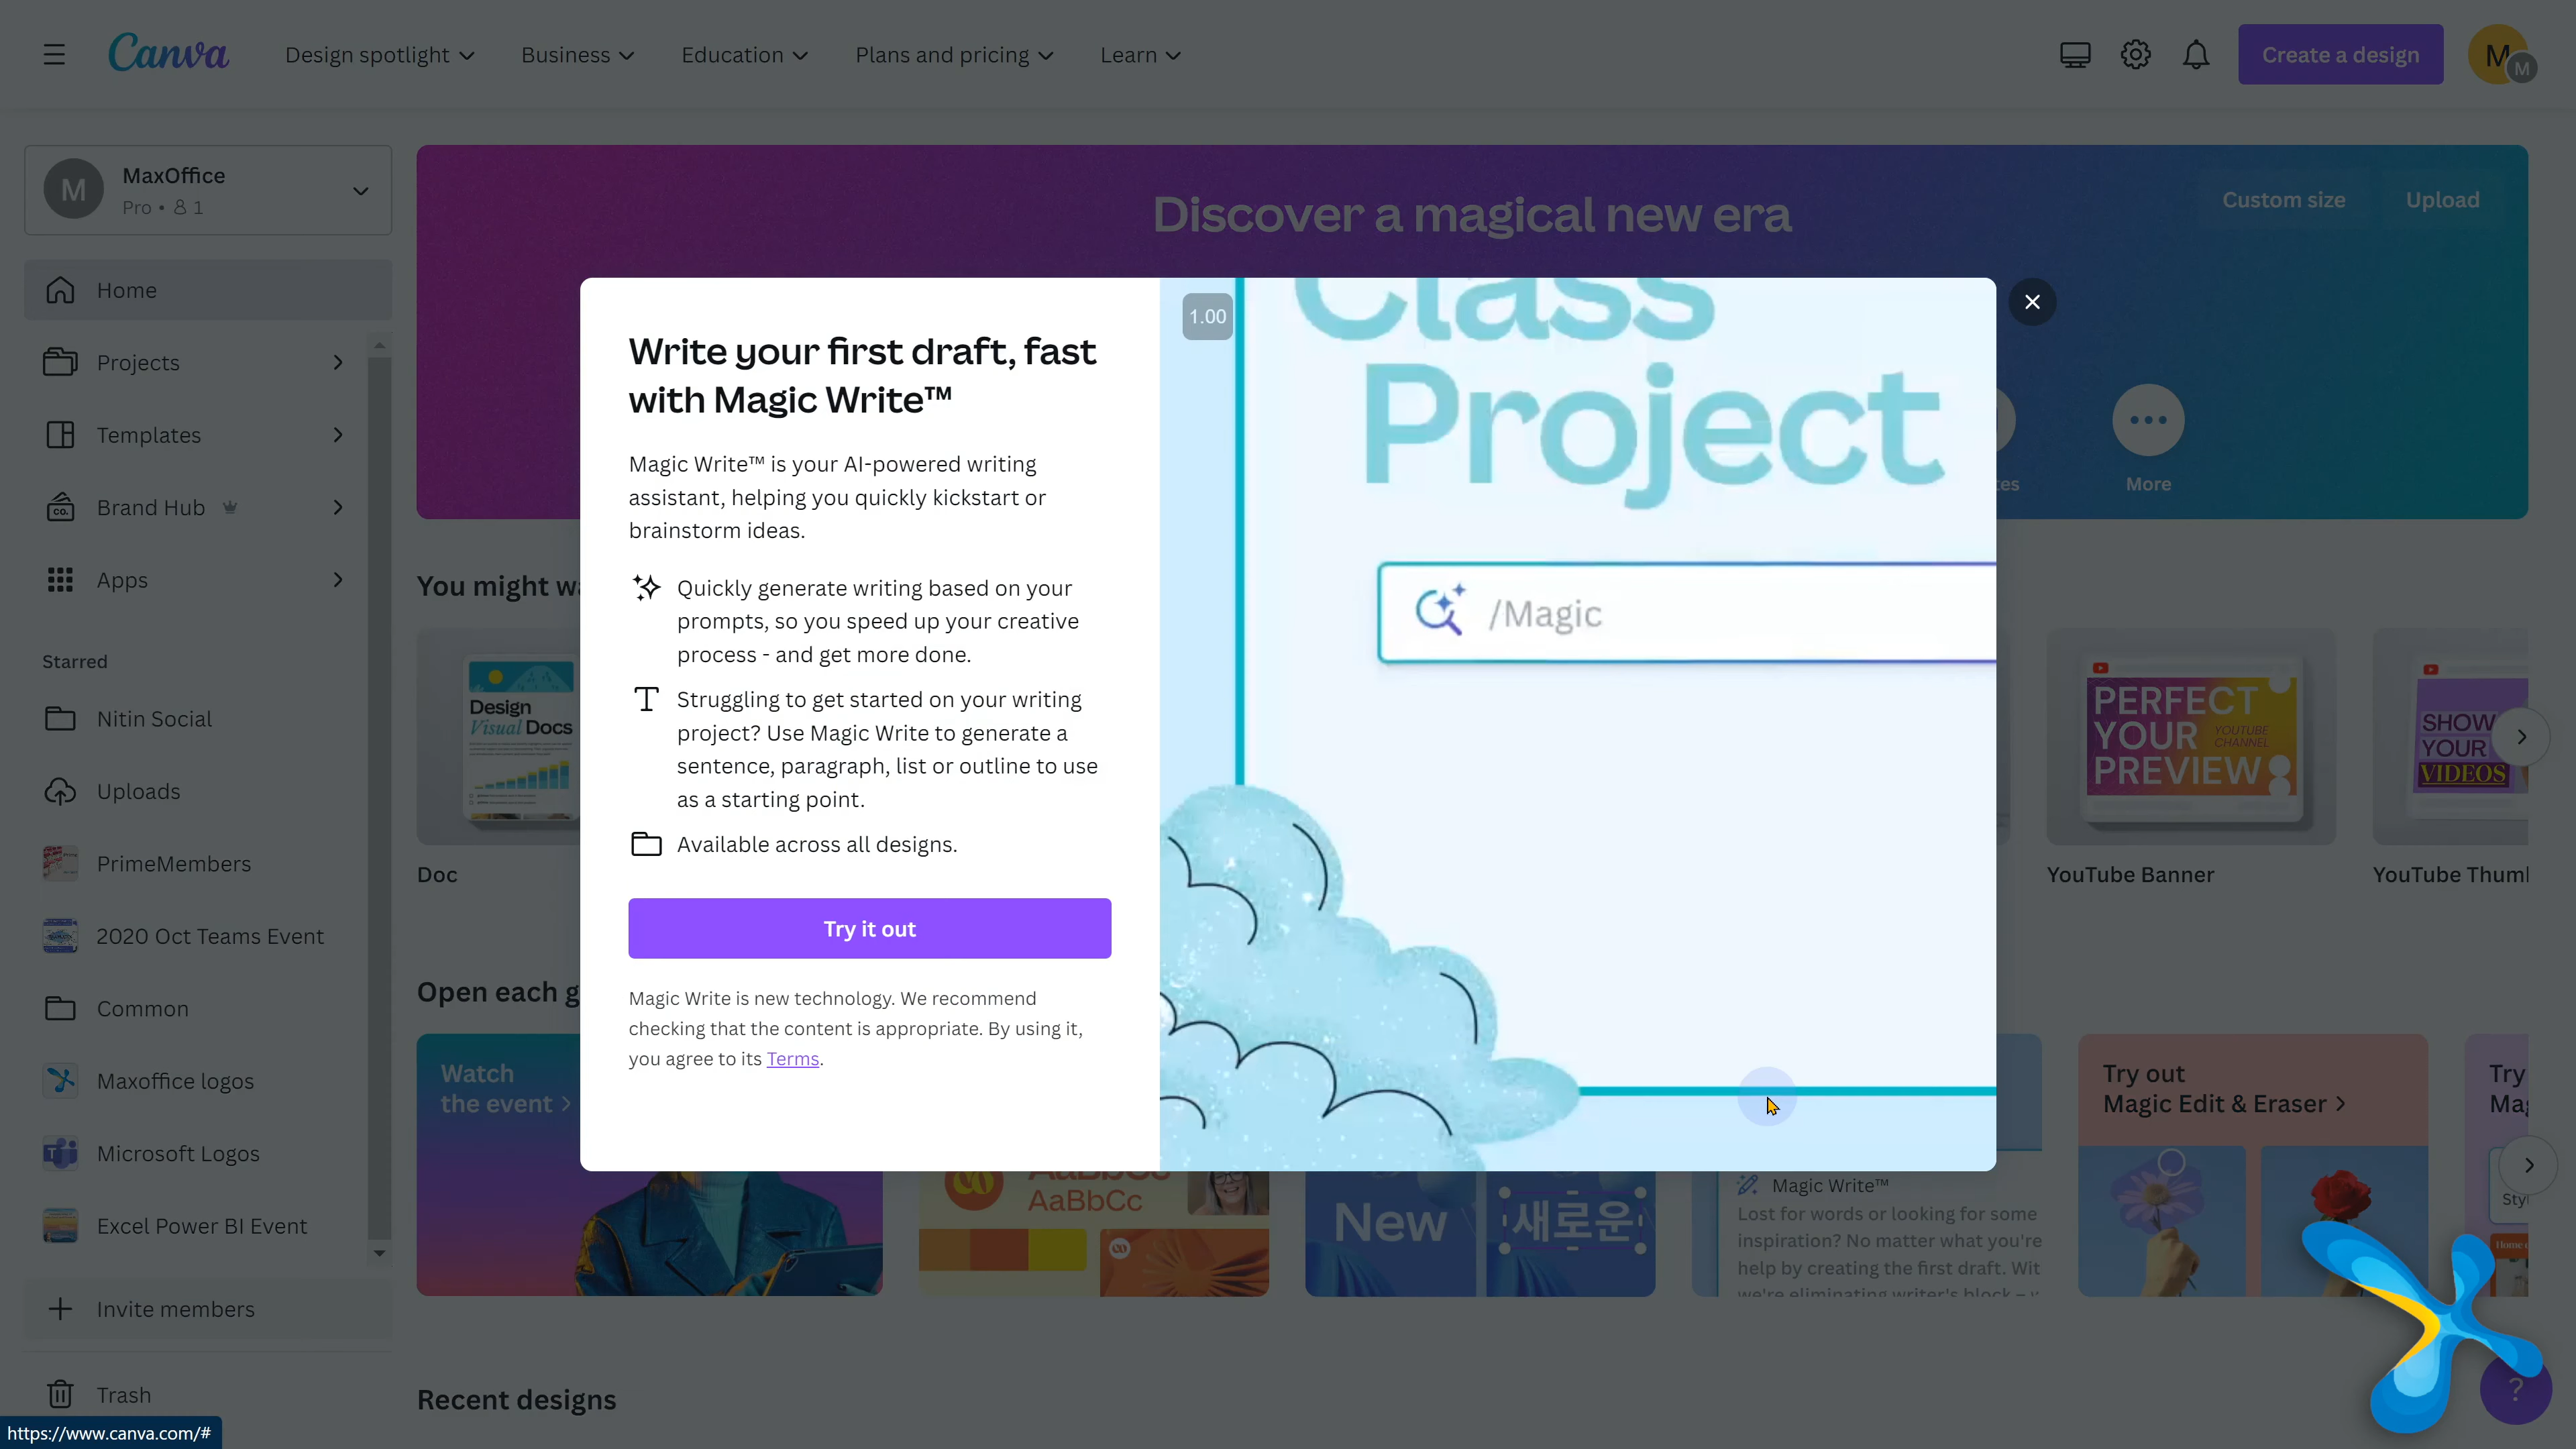 Canva
Design spotlight
Business
Education
Plans and pricing
Learn
Create a design
M
M
M
MaxOffice
Pro • 1
Home
Projects
Templates
CO.
Brand Hub
Apps
Starred
Nitin Social
Uploads
PrimeMembers
2020 Oct Teams Event
Common
Maxoffice logos
Microsoft Logos
Excel Power BI Event
Invite members
Trash
https://www.canva.com/#
Discover a magical new era
Custom size
Upload
More
You might
Design
Visual Docs
Doc
PERFECT
YOUR
YOUTUBE
CHANNEL
PREVIEW
YouTube Banner
SHOW
YOUR
VIDEOS
YouTube
Write your first draft, fast
with Magic Write™
Magic Write™ is your AI-powered writing
assistant, helping you quickly kickstart or
brainstorm ideas.
Quickly generate writing based on your
prompts, so you speed up your creative
process - and get more done.
Struggling to get started on your writing
project? Use Magic Write to generate a
sentence, paragraph, list or outline to use
as a starting point.
Available across all designs.
Try it out
Magic Write is new technology. We recommend
checking that the content is appropriate. By using it,
you agree to its Terms.
1.00
Class
Project
/Magic
Open each
Watch
the event >
AaBbCc
AaBbCc
New
새로운
Magic Write™
Lost for words or looking for some
inspiration? No matter what you're
help by creating the first draft.
we're eliminating writer's block –
Try out
Magic Edit & Eraser >
Try
Recent designs
?